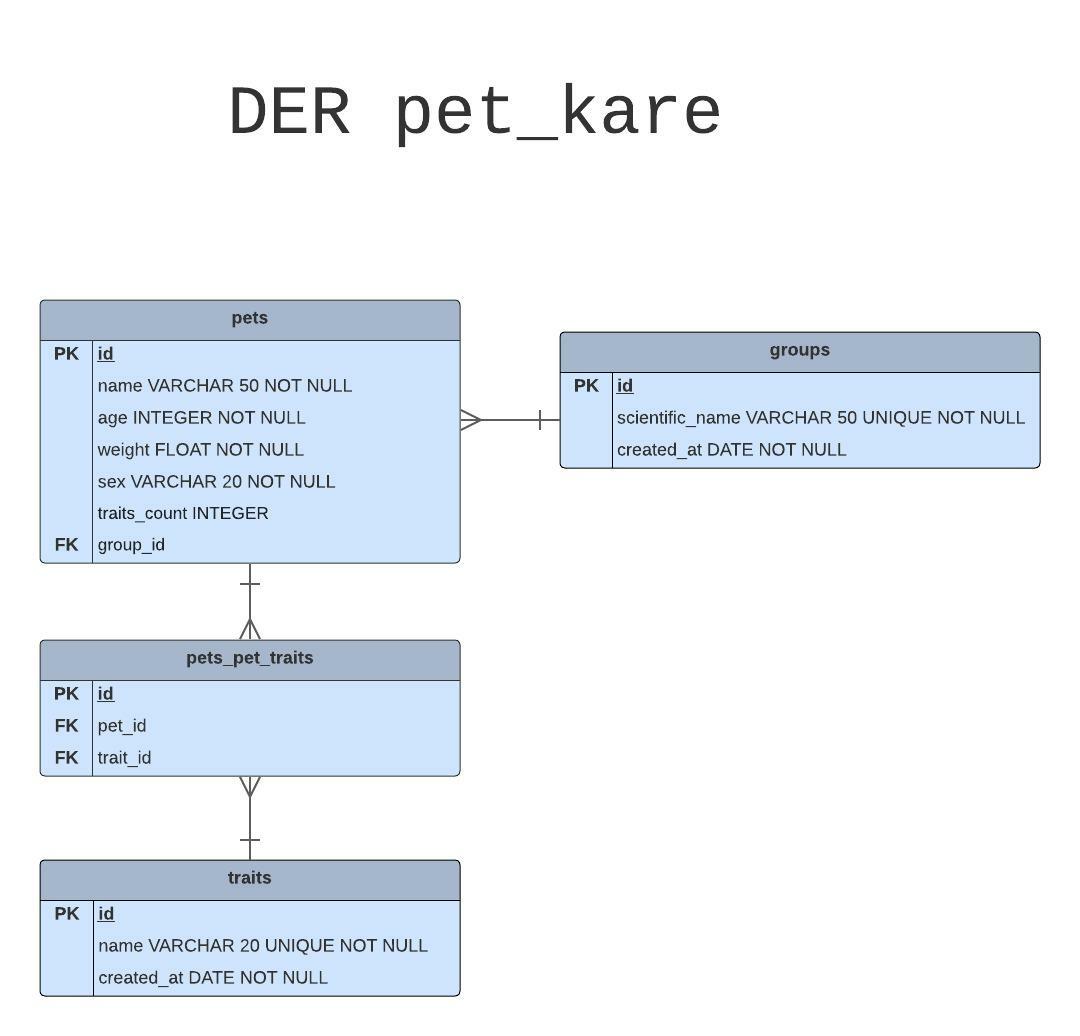 DER pet_kare
pets
PK id
name VARCHAR 50 NOT NULL
age INTEGER NOT NULL
weight FLOAT NOT NULL
sex VARCHAR 20 NOT NULL
traits_count INTEGER
FK group_id
groups
PK id
scientific_name VARCHAR 50 UNIQUE NOT NULL
created_at DATE NOT NULL
pets_pet_traits
PK id
FK pet_id
FK trait_id
traits
PK id
name VARCHAR 20 UNIQUE NOT NULL
created_at DATE NOT NULL